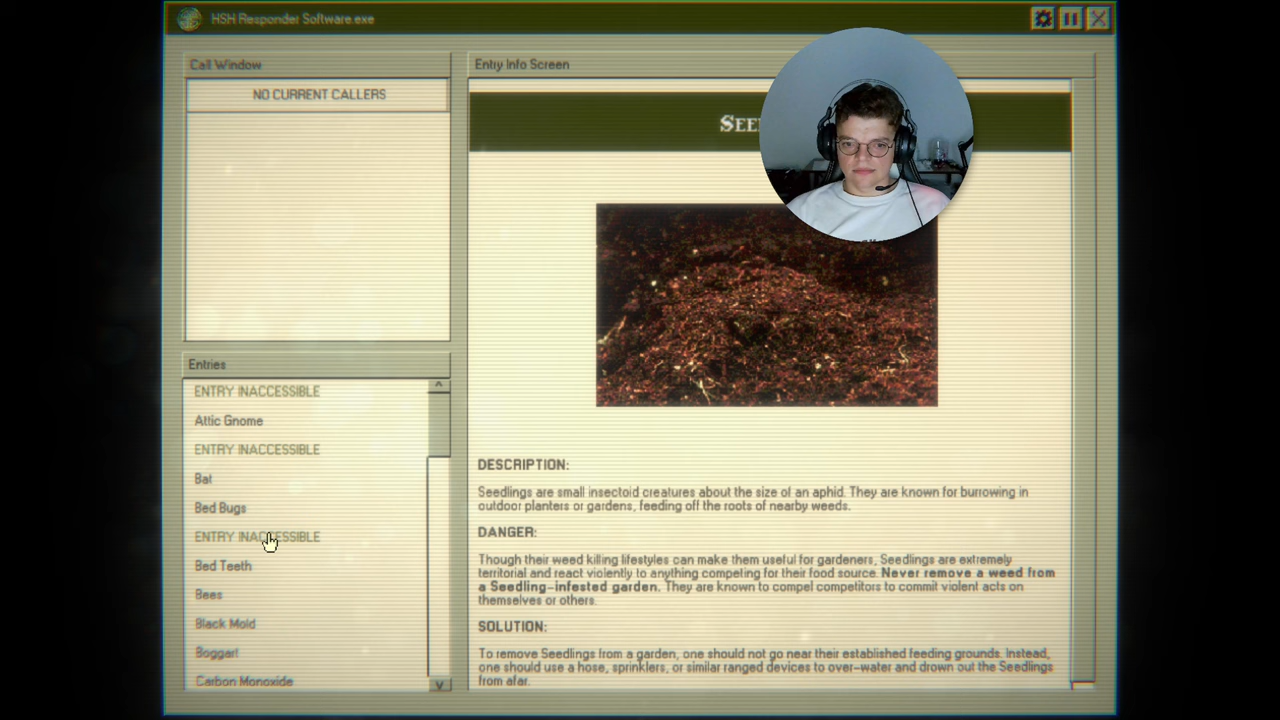 HSH Responder Software.exe
Call Window
NO CURRENT CALLERS
Entries
ENTRY INACCESSIBLE
Attic Gnome
ENTRY INACCESSIBLE
Bat
Bed Bugs
ENTRY INACCESSIBLE
Bed Teeth
Bees
Black Mold
Boggart
Carbon Monoxide
Entry Info Screen
DESCRIPTION:
Seedlings are small insectoid creatures about the size of an aphid. They are known for burrowing in
outdoor planters or gardens, feeding off the roots of nearby weeds.
DANGER:
Though their weed killing lifestyles can make them useful for gardeners, Seedlings are extremely
territorial and react violently to anything competing for their food source. Never remove a weed from
a Seedling-infested garden. They are known to compel competitors to commit violent acts on
themselves or others.
SOLUTION:
To remove Seedlings from a garden, one should not go near their established feeding grounds. Instead,
one should use a hose, sprinklers, or similar ranged devices to over-water and drown out the Seedlings
from afar.